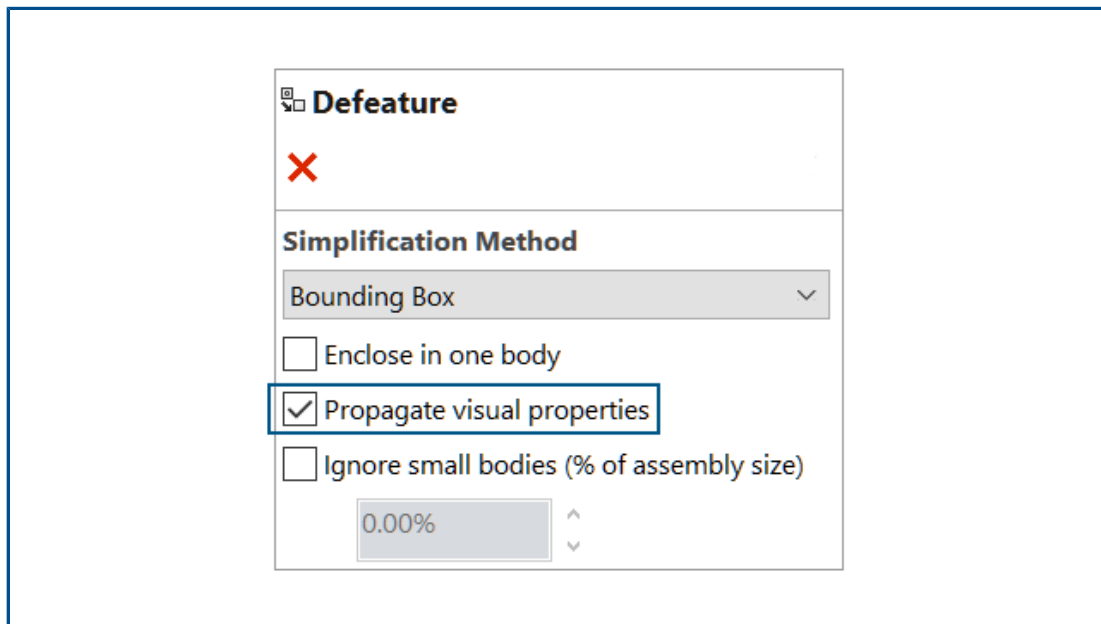 Defeature
Simplification Method
Bounding Box
Enclose in one body
Propagate visual properties
Ignore small bodies (% of assembly size)
0.00%